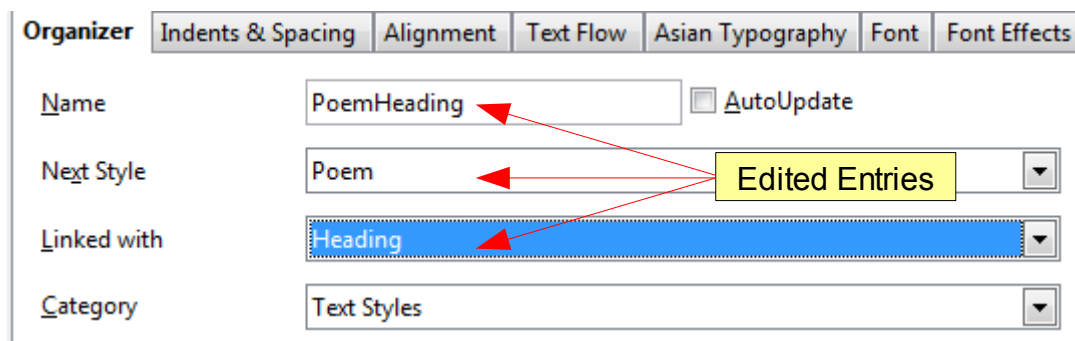 Organizer Indents & Spacing Alignment Text Flow Asian Typography Font Font Effects
Name PoemHeading AutoUpdate
Next Style Poem Edited Entries
Linked with Heading
Category Text Styles